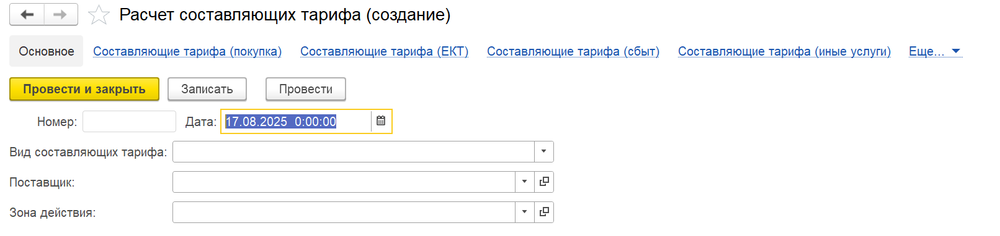 Расчет составляющих тарифа (создание)
Основное Составляющие тарифа (покупка) Составляющие тарифа (ЕКТ) Составляющие тарифа (сбыт) Составляющие тарифа (иные услуги) Еще...
Провести и закрыть Записать Провести
Номер: Дата: 17.08.2025 0:00:00
Вид составляющих тарифа:
Поставщик:
Зона действия: